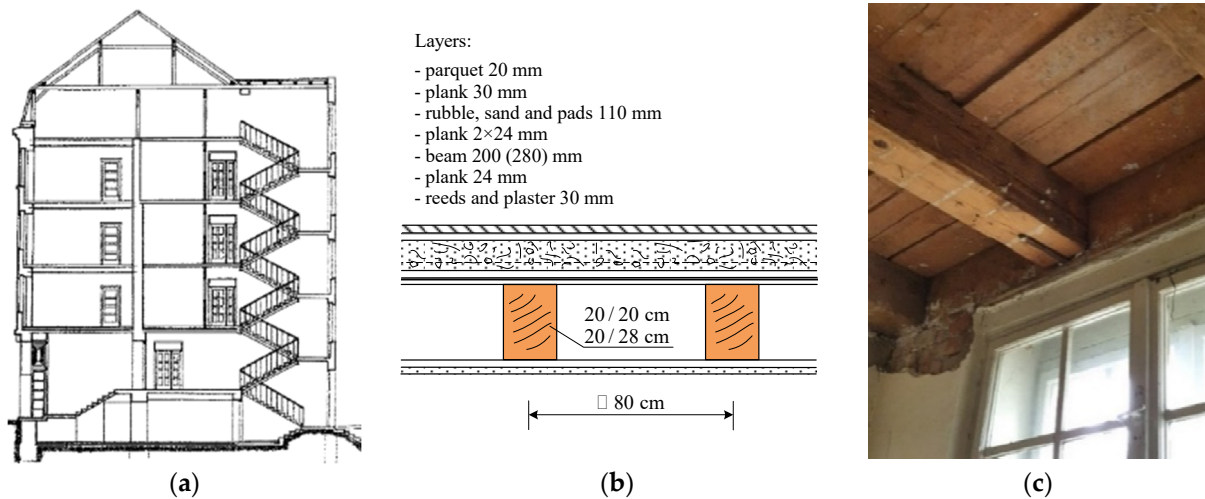 Layers:
- parquet 20 mm
- plank 30 mm
- rubble, sand and pads 110 mm
- plank 2×24 mm
- beam 200 (280) mm
- plank 24 mm
- reeds and plaster 30 mm
20 / 20 cm
20 / 28 cm
□ 80 cm
(a)
(b)
(c)